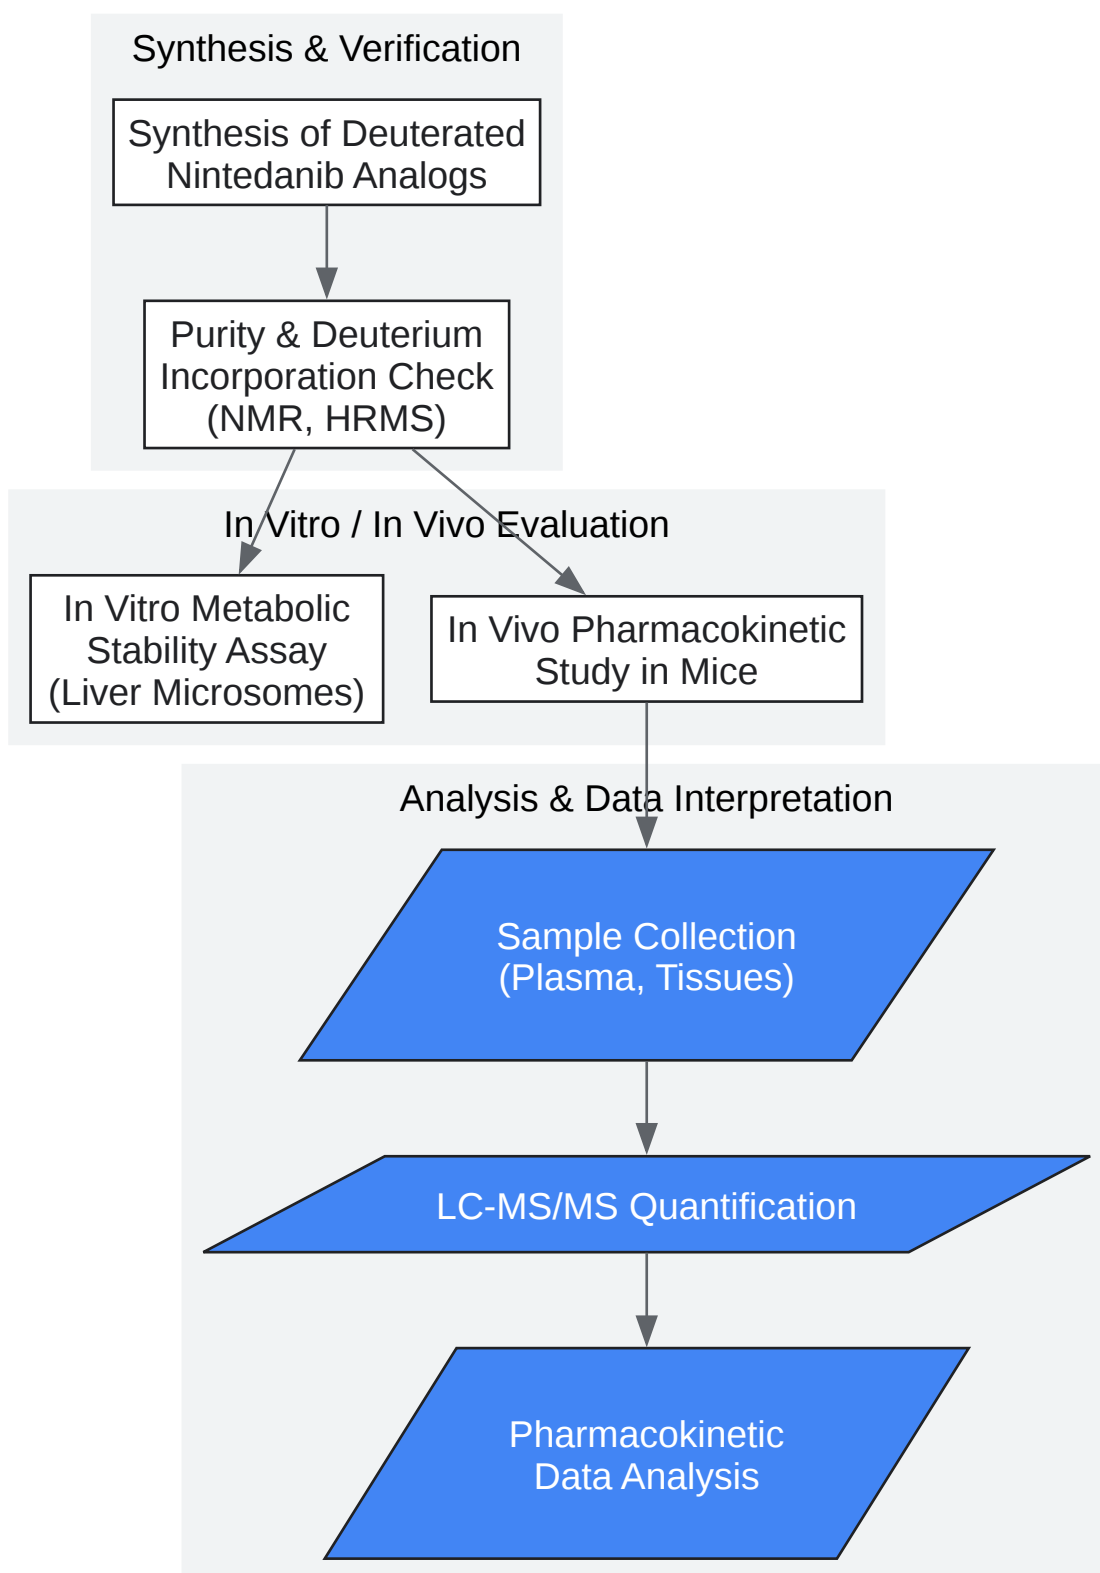 Synthesis & Verification
Synthesis of Deuterated
Nintedanib Analogs
Purity & Deuterium
Incorporation Check
(NMR, HRMS)
In Vitro / In Vivo Evaluation
In Vitro Metabolic
Stability Assay
(Liver Microsomes)
In Vivo Pharmacokinetic
Study in Mice
Analysis & Data Interpretation
Sample Collection
(Plasma, Tissues)
LC-MS/MS Quantification
Pharmacokinetic
Data Analysis